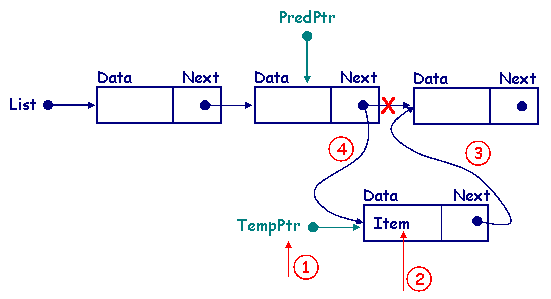 PredPtr
Data Next Data Next Data Next
List
X
4 3
Data Next
TempPtr Item
1 2